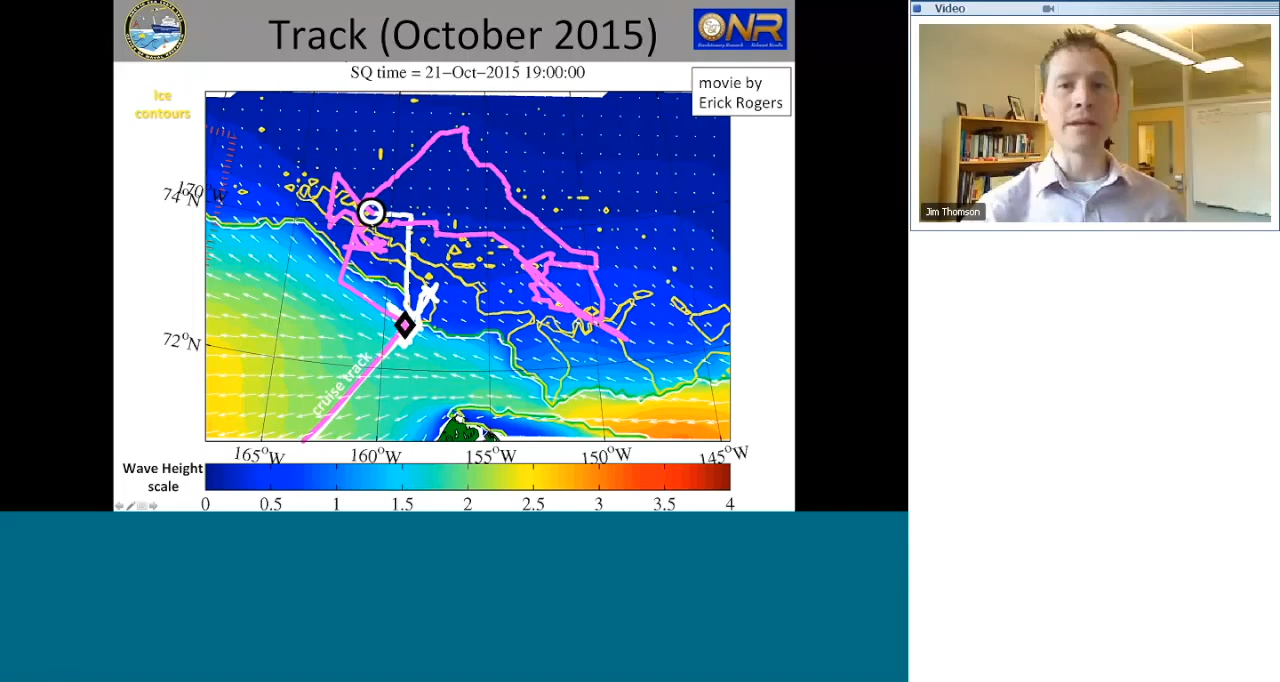 Track (October 2015)
ONR
SQ time = 21-Oct-2015 19:00:00
movie by
Erick Rogers
Ice
contours
170°W
74°N
72°N
cruise track
165°W 160°W 155°W 150°W 145°W
Wave Height
scale
0 0.5 1 1.5 2 2.5 3 3.5 4
Video
Jim Thomson